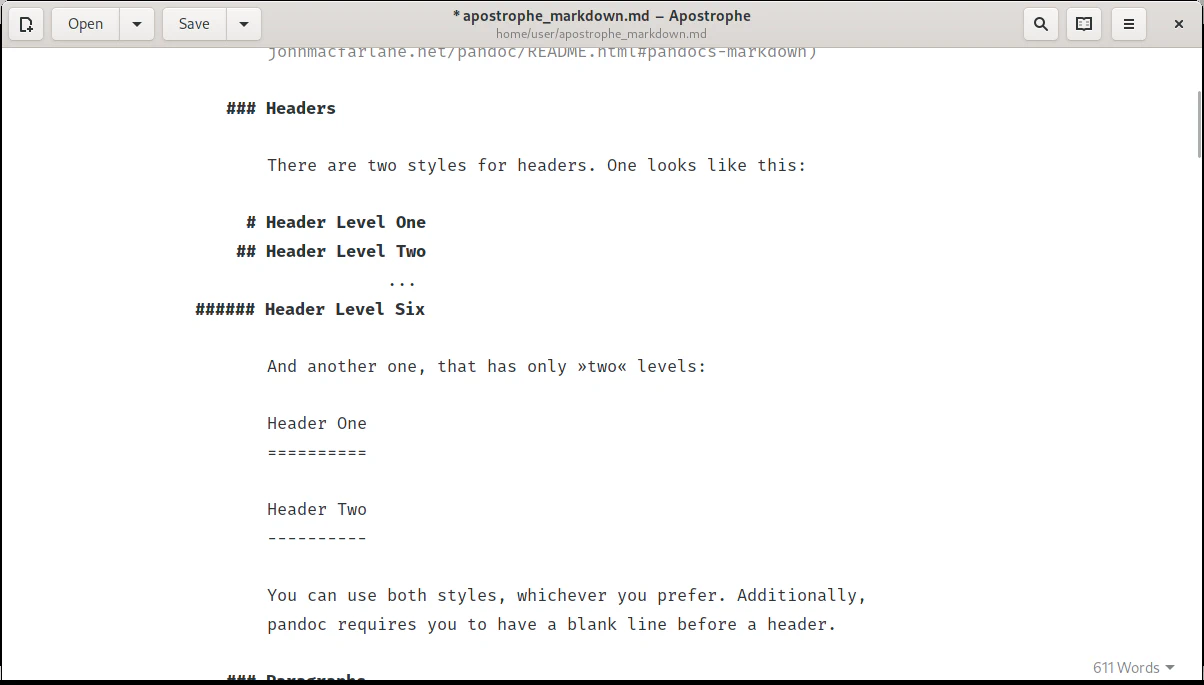 Open
Save
*apostrophe_markdown.md – Apostrophe
home/user/apostrophe_markdown.md
johnmacfarlane.net/pandoc/README.html#pandocs-markdown)
### Headers
There are two styles for headers. One looks like this:
# Header Level One
## Header Level Two
...
###### Header Level Six
And another one, that has only »two« levels:
Header One
==========
Header Two
----------
You can use both styles, whichever you prefer. Additionally,
pandoc requires you to have a blank line before a header.
### Paragraphs
611 Words